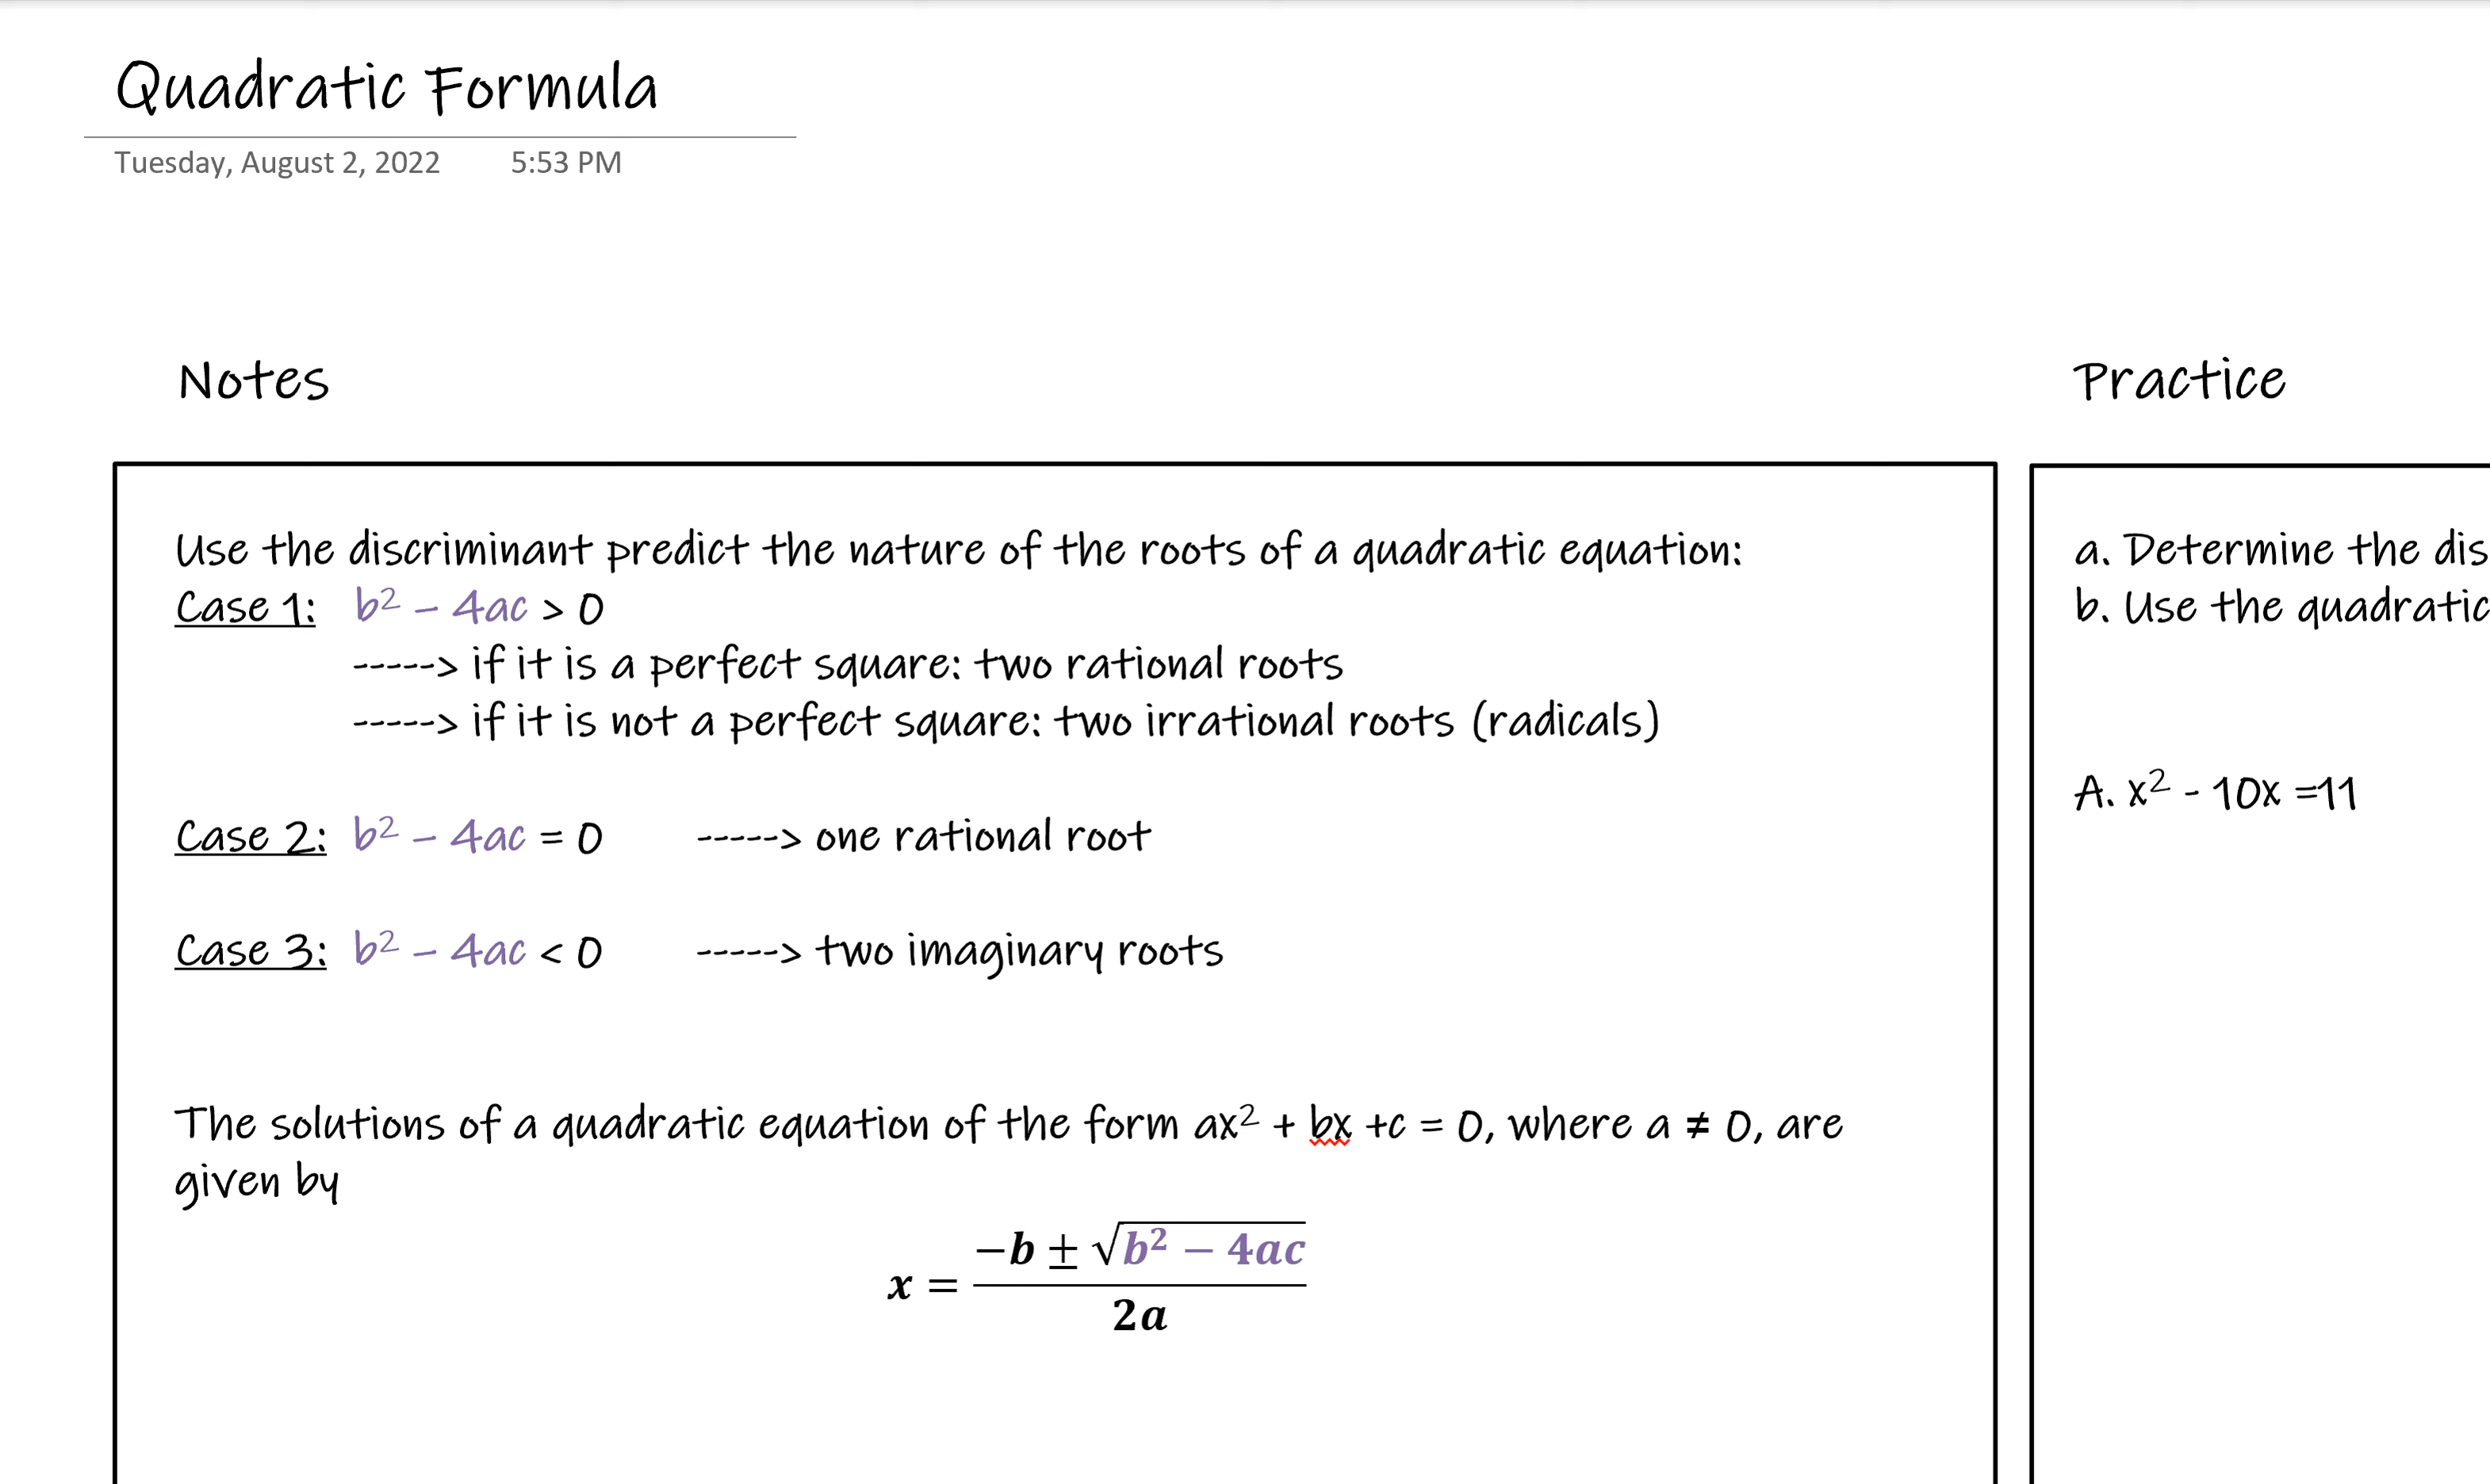 Quadratic Formula
Tuesday, August 2, 2022 5:53 PM
Notes
Use the discriminant predict the nature of the roots of a quadratic equation:
Case 1: b² - 4ac > 0
-----> if it is a perfect square: two rational roots
-----> if it is not a perfect square: two irrational roots (radicals)
Case 2: b² - 4ac = 0 -----> one rational root
Case 3: b² - 4ac < 0 -----> two imaginary roots
The solutions of a quadratic equation of the form ax² + bx +c = 0, where a ≠ 0, are
given by
x = (−b ± √(b² − 4ac)) / 2a
Practice
a. Determine the dis
b. Use the quadratic
A. x² - 10x =11